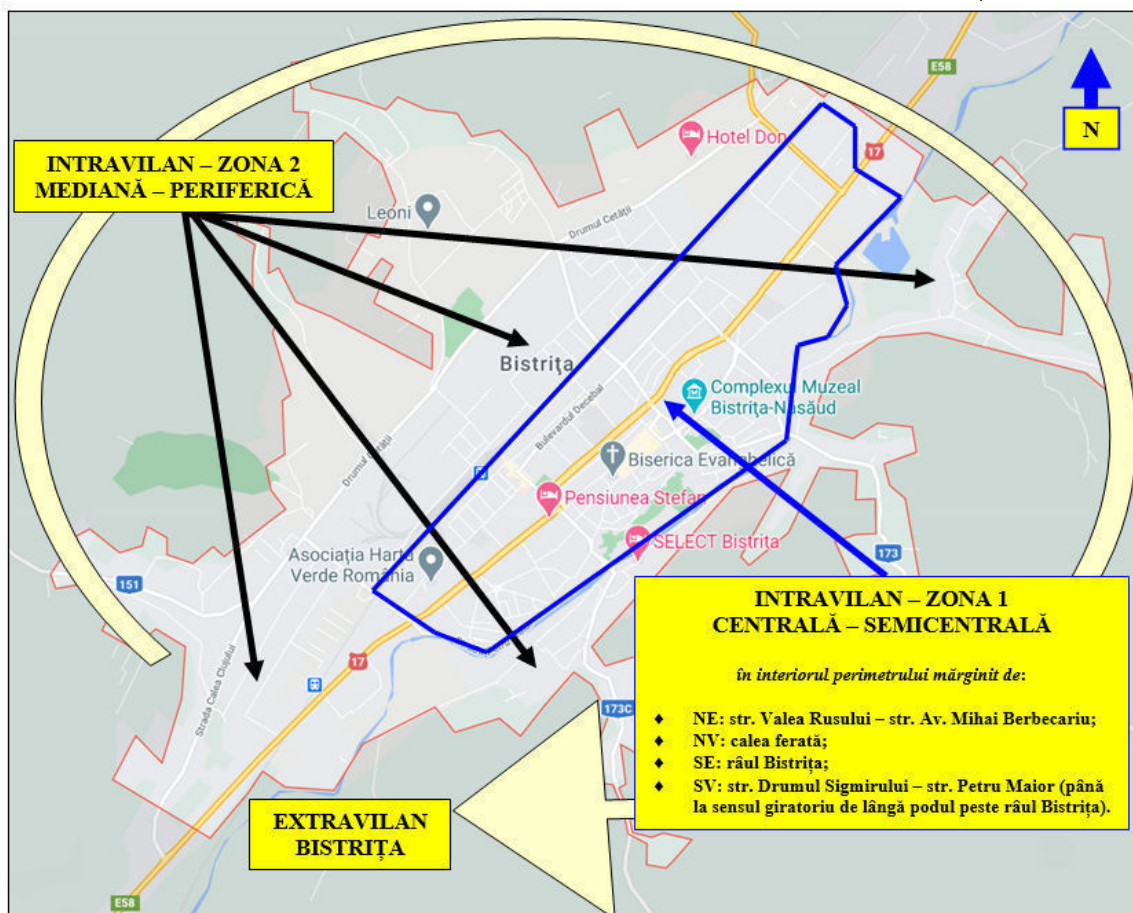 E58
N
INTRAVILAN – ZONA 2
MEDIANĂ – PERIFERICĂ
Hotel Don
17
Leoni
Drumul Cetății
Bistrița
Complexul Muzeal
Bistrița-Năsăud
Bulevardul Decebal
Drumul Cetății
Biserica Evanghelică
Pensiunea Stefan
SELECT Bistrita
Asociația Harta
Verde România
151
173
INTRAVILAN – ZONA 1
CENTRALĂ – SEMICENTRALĂ
în interiorul perimetrului mărginit de:
♦ NE: str. Valea Rusului – str. Av. Mihai Berbecariu;
♦ NV: calea ferată;
♦ SE: râul Bistrița;
♦ SV: str. Drumul Sigmirului – str. Petru Maior (până
la sensul giratoriu de lângă podul peste râul Bistrița).
17
Strada Calea Clujului
173C
EXTRAVILAN
BISTRIȚA
E58